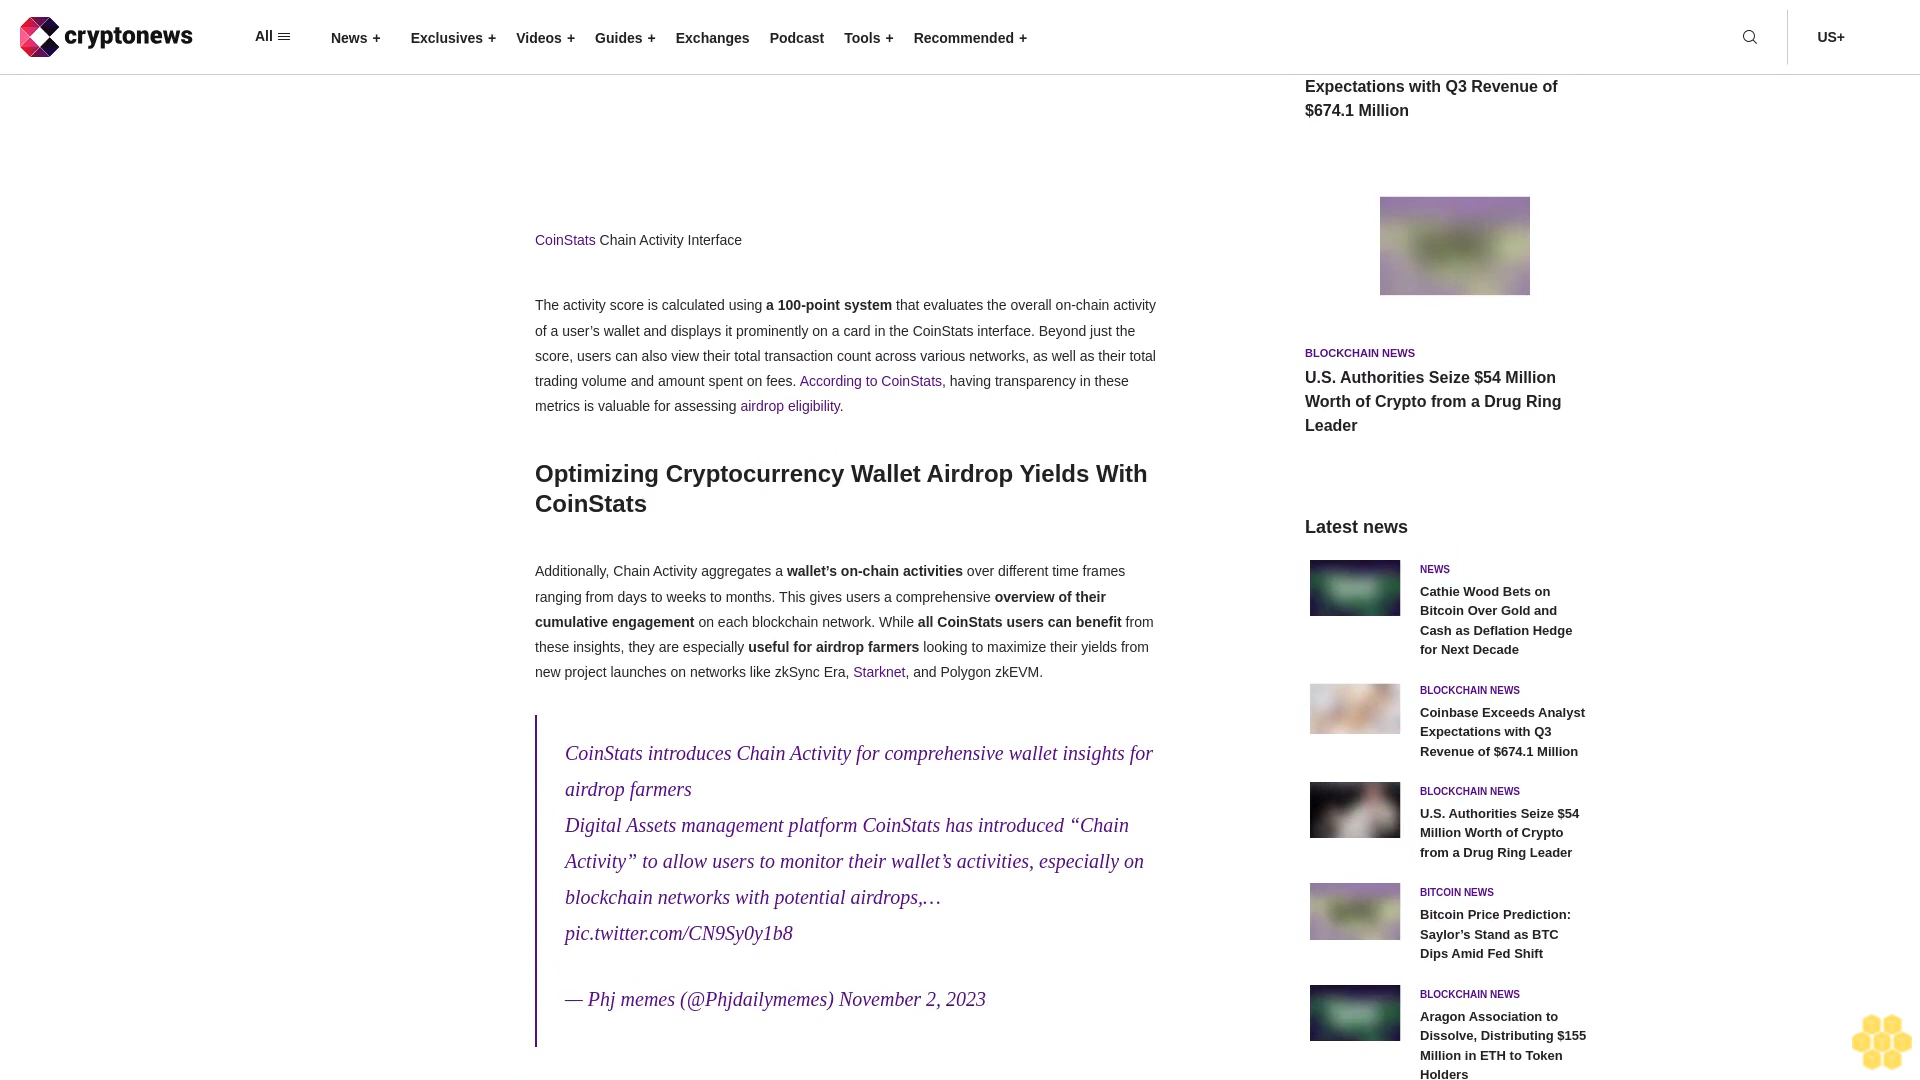 cryptonews
All
News +
Exclusives +
Videos +
Guides +
Exchanges
Podcast
Tools +
Recommended +
US+
CoinStats Chain Activity Interface
The activity score is calculated using a 100-point system that evaluates the overall on-chain activity
of a user’s wallet and displays it prominently on a card in the CoinStats interface. Beyond just the
score, users can also view their total transaction count across various networks, as well as their total
trading volume and amount spent on fees. According to CoinStats, having transparency in these
metrics is valuable for assessing airdrop eligibility.
Optimizing Cryptocurrency Wallet Airdrop Yields With
CoinStats
Additionally, Chain Activity aggregates a wallet’s on-chain activities over different time frames
ranging from days to weeks to months. This gives users a comprehensive overview of their
cumulative engagement on each blockchain network. While all CoinStats users can benefit from
these insights, they are especially useful for airdrop farmers looking to maximize their yields from
new project launches on networks like zkSync Era, Starknet, and Polygon zkEVM.
CoinStats introduces Chain Activity for comprehensive wallet insights for
airdrop farmers
Digital Assets management platform CoinStats has introduced “Chain
Activity” to allow users to monitor their wallet’s activities, especially on
blockchain networks with potential airdrops,…
pic.twitter.com/CN9Sy0y1b8
— Phj memes (@Phjdailymemes) November 2, 2023
Expectations with Q3 Revenue of
$674.1 Million
BLOCKCHAIN NEWS
U.S. Authorities Seize $54 Million
Worth of Crypto from a Drug Ring
Leader
Latest news
NEWS
Cathie Wood Bets on
Bitcoin Over Gold and
Cash as Deflation Hedge
for Next Decade
BLOCKCHAIN NEWS
Coinbase Exceeds Analyst
Expectations with Q3
Revenue of $674.1 Million
BLOCKCHAIN NEWS
U.S. Authorities Seize $54
Million Worth of Crypto
from a Drug Ring Leader
BITCOIN NEWS
Bitcoin Price Prediction:
Saylor’s Stand as BTC
Dips Amid Fed Shift
BLOCKCHAIN NEWS
Aragon Association to
Dissolve, Distributing $155
Million in ETH to Token
Holders